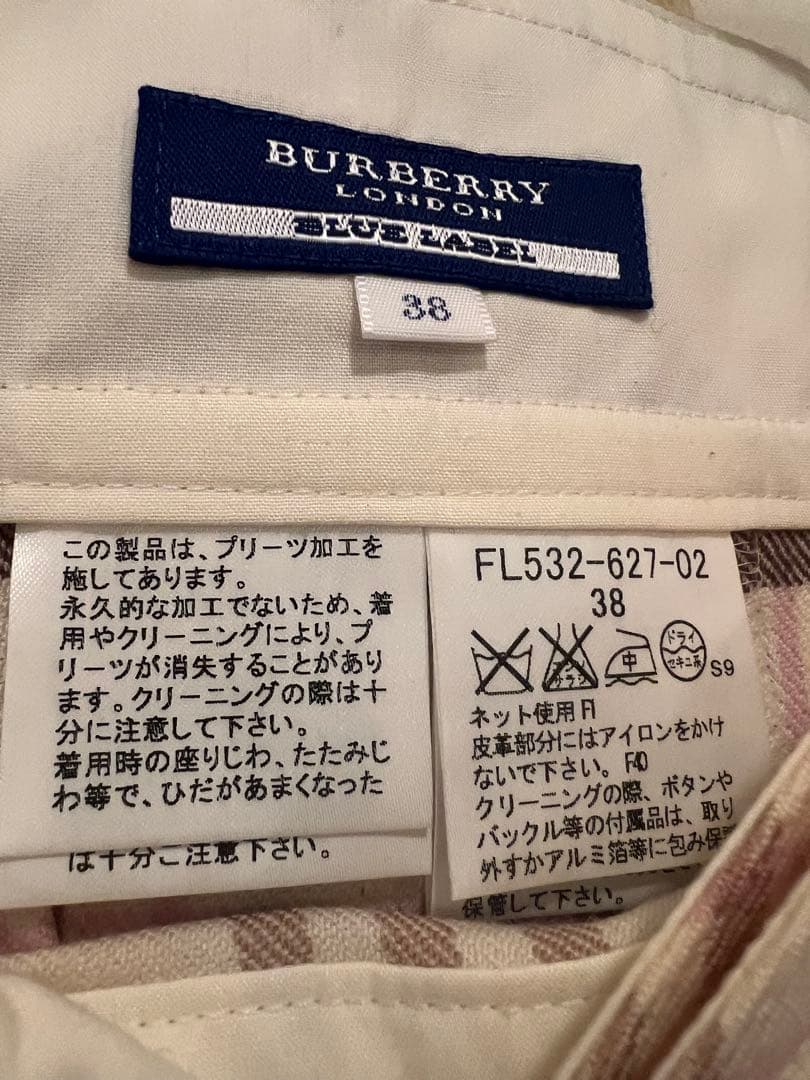 BURBERRY
LONDON
BLUE LABEL
38
この製品は、プリーツ加工を
施してあります。
永久的な加工でないため、着
用やクリーニングにより、プ
リーツが消失することがあり
ます。クリーニングの際は十
分に注意して下さい。
着用時の座りじわ、たたみじ
わ等で、ひだがあまくなった
は十分ご注意下さい。
FL532-627-02
38
エンソ
サラシ
中
ドライ
セキユ系
S9
ネット使用 FI
皮革部分にはアイロンをかけ
ないで下さい。F40
クリーニングの際、ボタンや
バックル等の付属品は、取り
外すかアルミ箔等に包み保
保管して下さい。